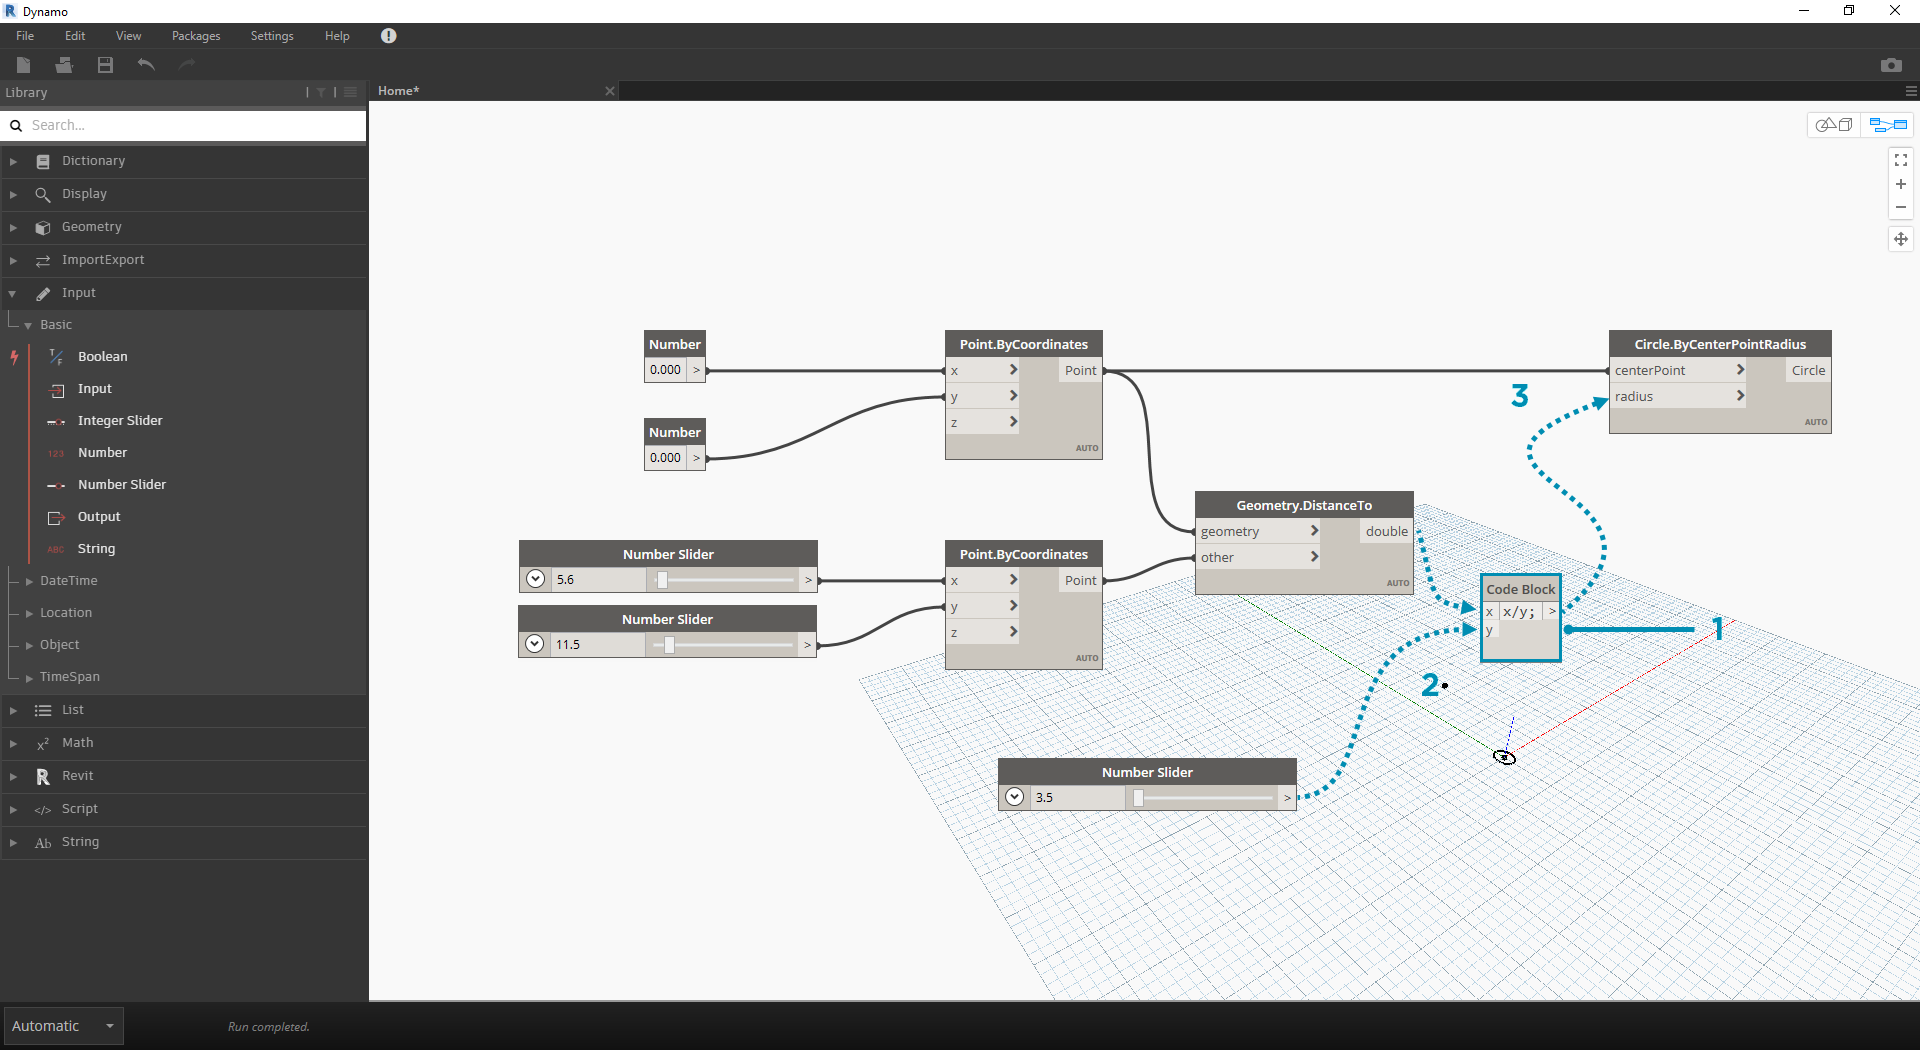 Dynamo
File Edit View Packages Settings Help
Library
Home*
Search...
Dictionary
Display
Geometry
ImportExport
Input
Basic
Boolean
Input
Integer Slider
123 Number
Number Slider
Output
ABC String
DateTime
Location
Object
TimeSpan
List
x² Math
R Revit
</> Script
Ab String
Number
0.000 >
Number
0.000 >
Point.ByCoordinates
x > Point
y >
z >
AUTO
Circle.ByCenterPointRadius
centerPoint > Circle
radius >
AUTO
3
Geometry.DistanceTo
geometry > double
other >
AUTO
Number Slider
5.6 >
Number Slider
11.5 >
Point.ByCoordinates
x > Point
y >
z >
AUTO
Code Block
x x/y; >
y
1
2
Number Slider
3.5 >
Automatic
Run completed.